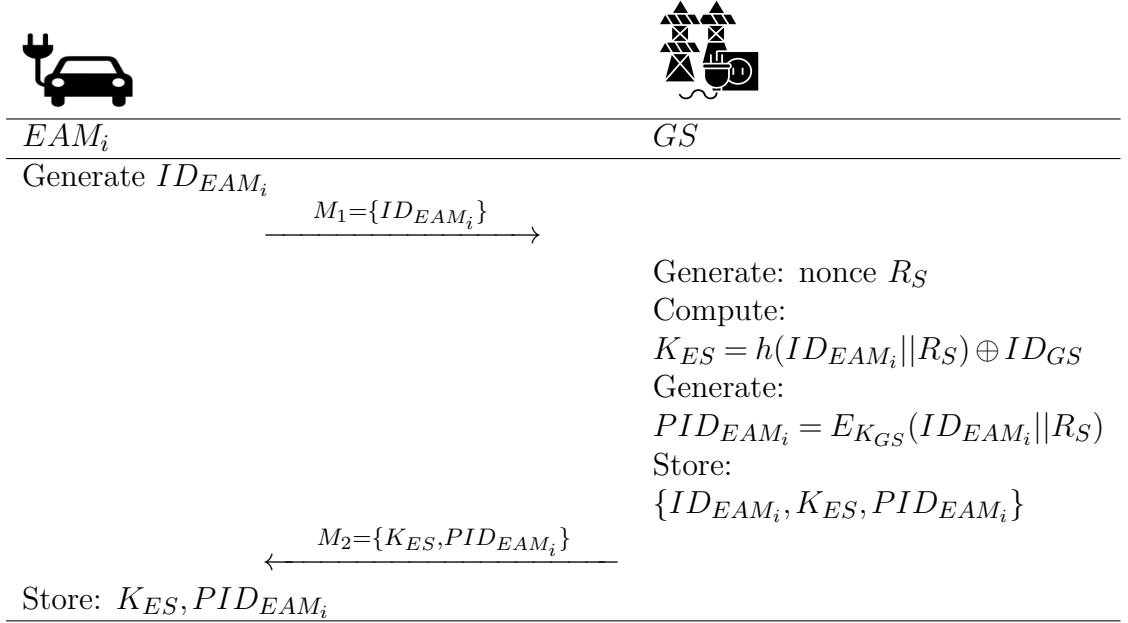 $EAM_i$ $GS$
Generate $ID_{EAM_i}$
$M_1=\{ID_{EAM_i}\}$
Generate: nonce $R_S$
Compute:
$K_{ES} = h(ID_{EAM_i}||R_S) \oplus ID_{GS}$
Generate:
$PID_{EAM_i} = E_{K_{GS}}(ID_{EAM_i}||R_S)$
Store:
$\{ID_{EAM_i}, K_{ES}, PID_{EAM_i}\}$
$M_2=\{K_{ES},PID_{EAM_i}\}$
Store: $K_{ES}, PID_{EAM_i}$